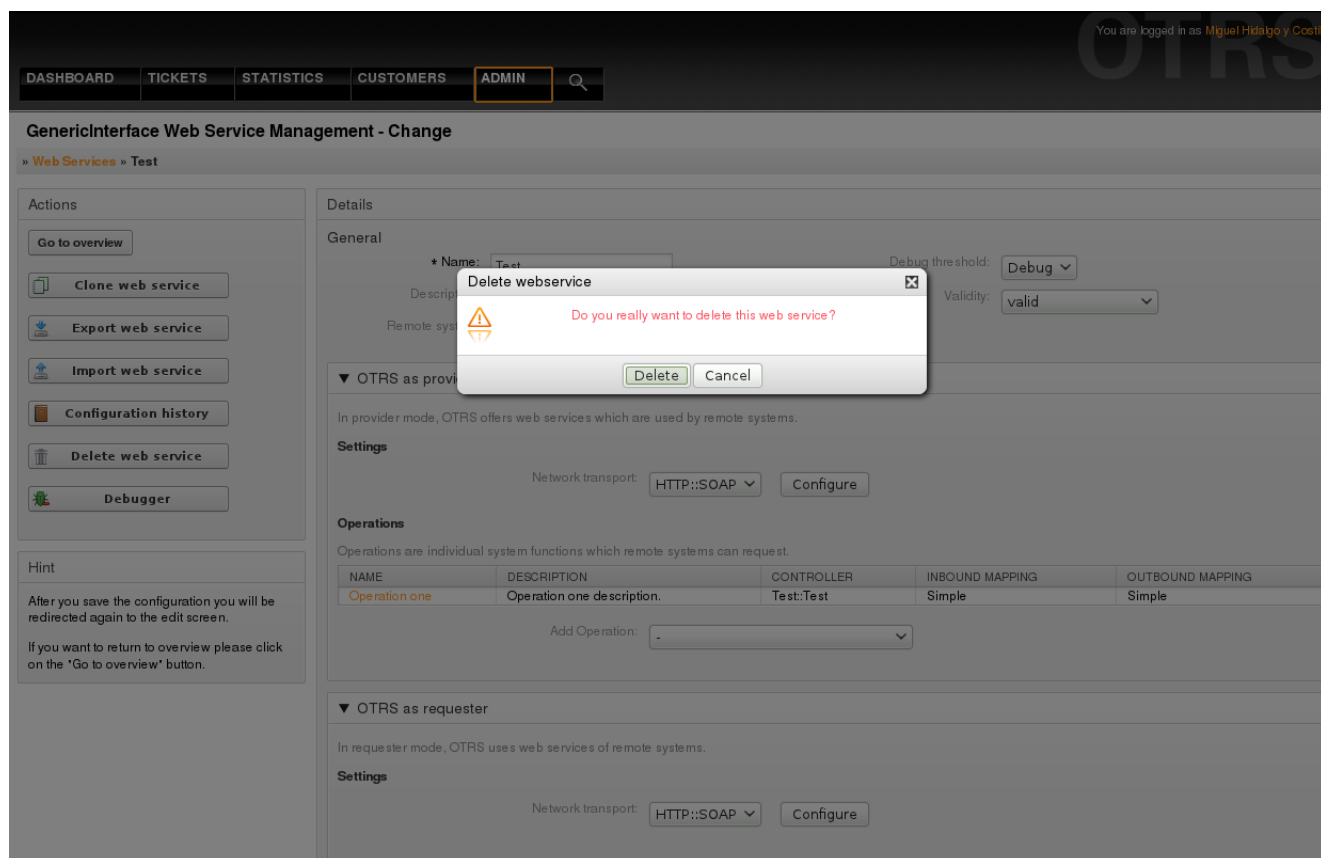 OTRS
You are logged in as Miguel Hidalgo y Costi
DASHBOARD TICKETS STATISTICS CUSTOMERS ADMIN
GenericInterface Web Service Management - Change
» Web Services » Test
Actions
Go to overview
Clone web service
Export web service
Import web service
Configuration history
Delete web service
Debugger
Hint
After you save the configuration you will be
redirected again to the edit screen.
If you want to return to overview please click
on the "Go to overview" button.
Details
General
* Name: Test
Descript
Remote syst
Debug threshold: Debug
Validity: valid
Delete webservice
Do you really want to delete this web service?
Delete Cancel
▼ OTRS as provi
In provider mode, OTRS offers web services which are used by remote systems.
Settings
Network transport: HTTP::SOAP Configure
Operations
Operations are individual system functions which remote systems can request.
NAME DESCRIPTION CONTROLLER INBOUND MAPPING OUTBOUND MAPPING
Operation one Operation one description. Test::Test Simple Simple
Add Operation: -
▼ OTRS as requester
In requester mode, OTRS uses web services of remote systems.
Settings
Network transport: HTTP::SOAP Configure